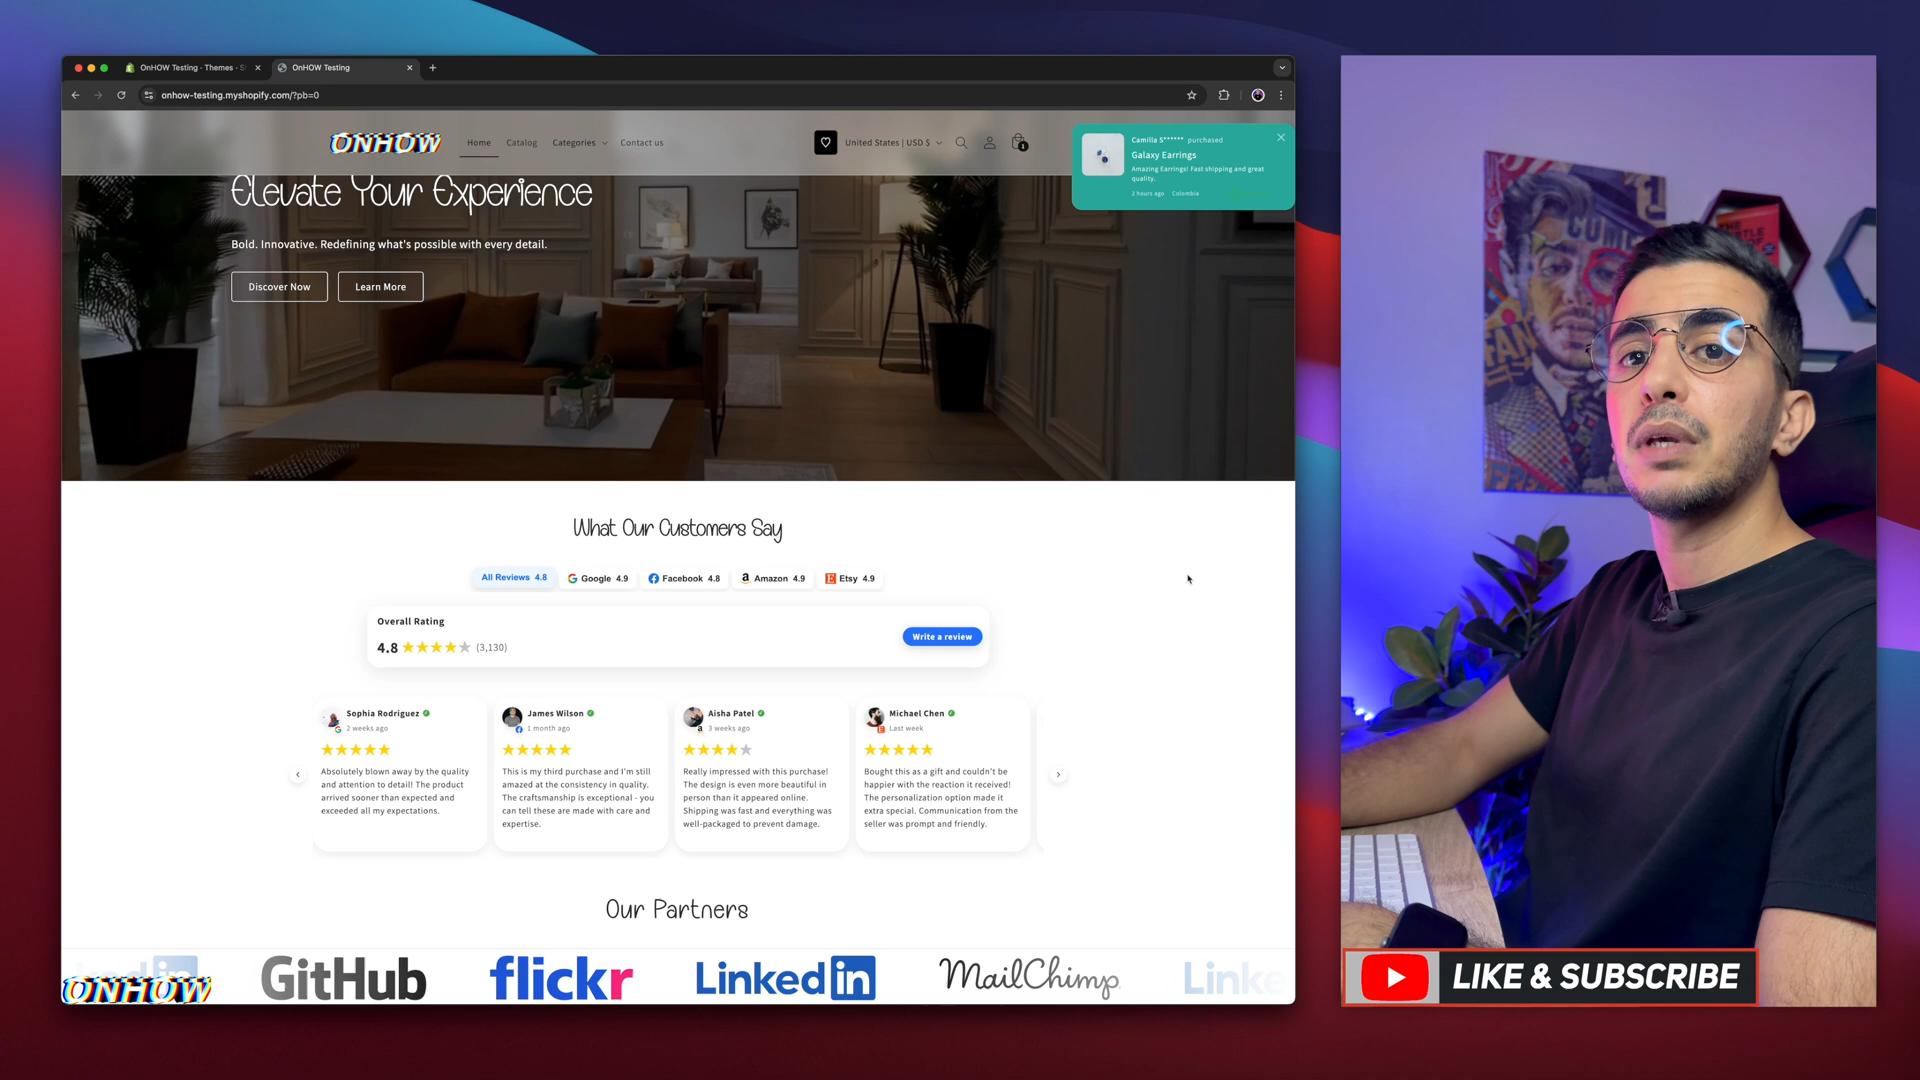 OnHOW Testing - Themes - S
OnHOW Testing
onhow-testing.myshopify.com/?pb=0
ONHOW
Home
Catalog
Categories
Contact us
United States | USD $
1
Camilla S****** purchased
Galaxy Earrings
Amazing Earrings! Fast shipping and great
quality.
2 hours ago Colombia
Elevate Your Experience
Bold. Innovative. Redefining what's possible with every detail.
Discover Now
Learn More
What Our Customers Say
All Reviews 4.8
Google 4.9
Facebook 4.8
Amazon 4.9
Etsy 4.9
Overall Rating
4.8 (3,130)
Write a review
Sophia Rodriguez
2 weeks ago
Absolutely blown away by the quality
and attention to detail! The product
arrived sooner than expected and
exceeded all my expectations.
James Wilson
1 month ago
This is my third purchase and I'm still
amazed at the consistency in quality.
The craftsmanship is exceptional - you
can tell these are made with care and
expertise.
Aisha Patel
3 weeks ago
Really impressed with this purchase!
The design is even more beautiful in
person than it appeared online.
Shipping was fast and everything was
well-packaged to prevent damage.
Michael Chen
Last week
Bought this as a gift and couldn't be
happier with the reaction it received!
The personalization option made it
extra special. Communication from the
seller was prompt and friendly.
Our Partners
GitHub
flickr
Linked in
MailChimp
Linke
ONHOW
LIKE & SUBSCRIBE